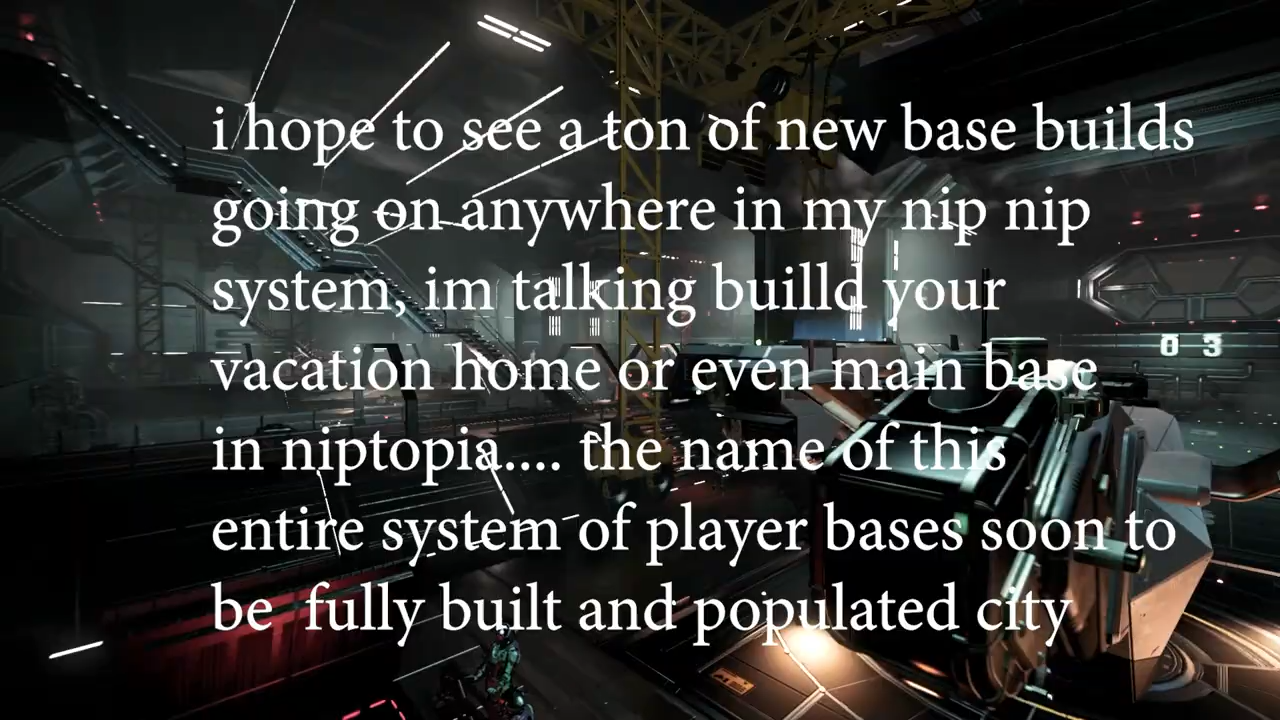 i hope to see a ton of new base builds
going on anywhere in my nip nip
system, im talking builld your
vacation home or even main base
in niptopia.... the name of this
entire system of player bases soon to
be  fully built and populated city
03